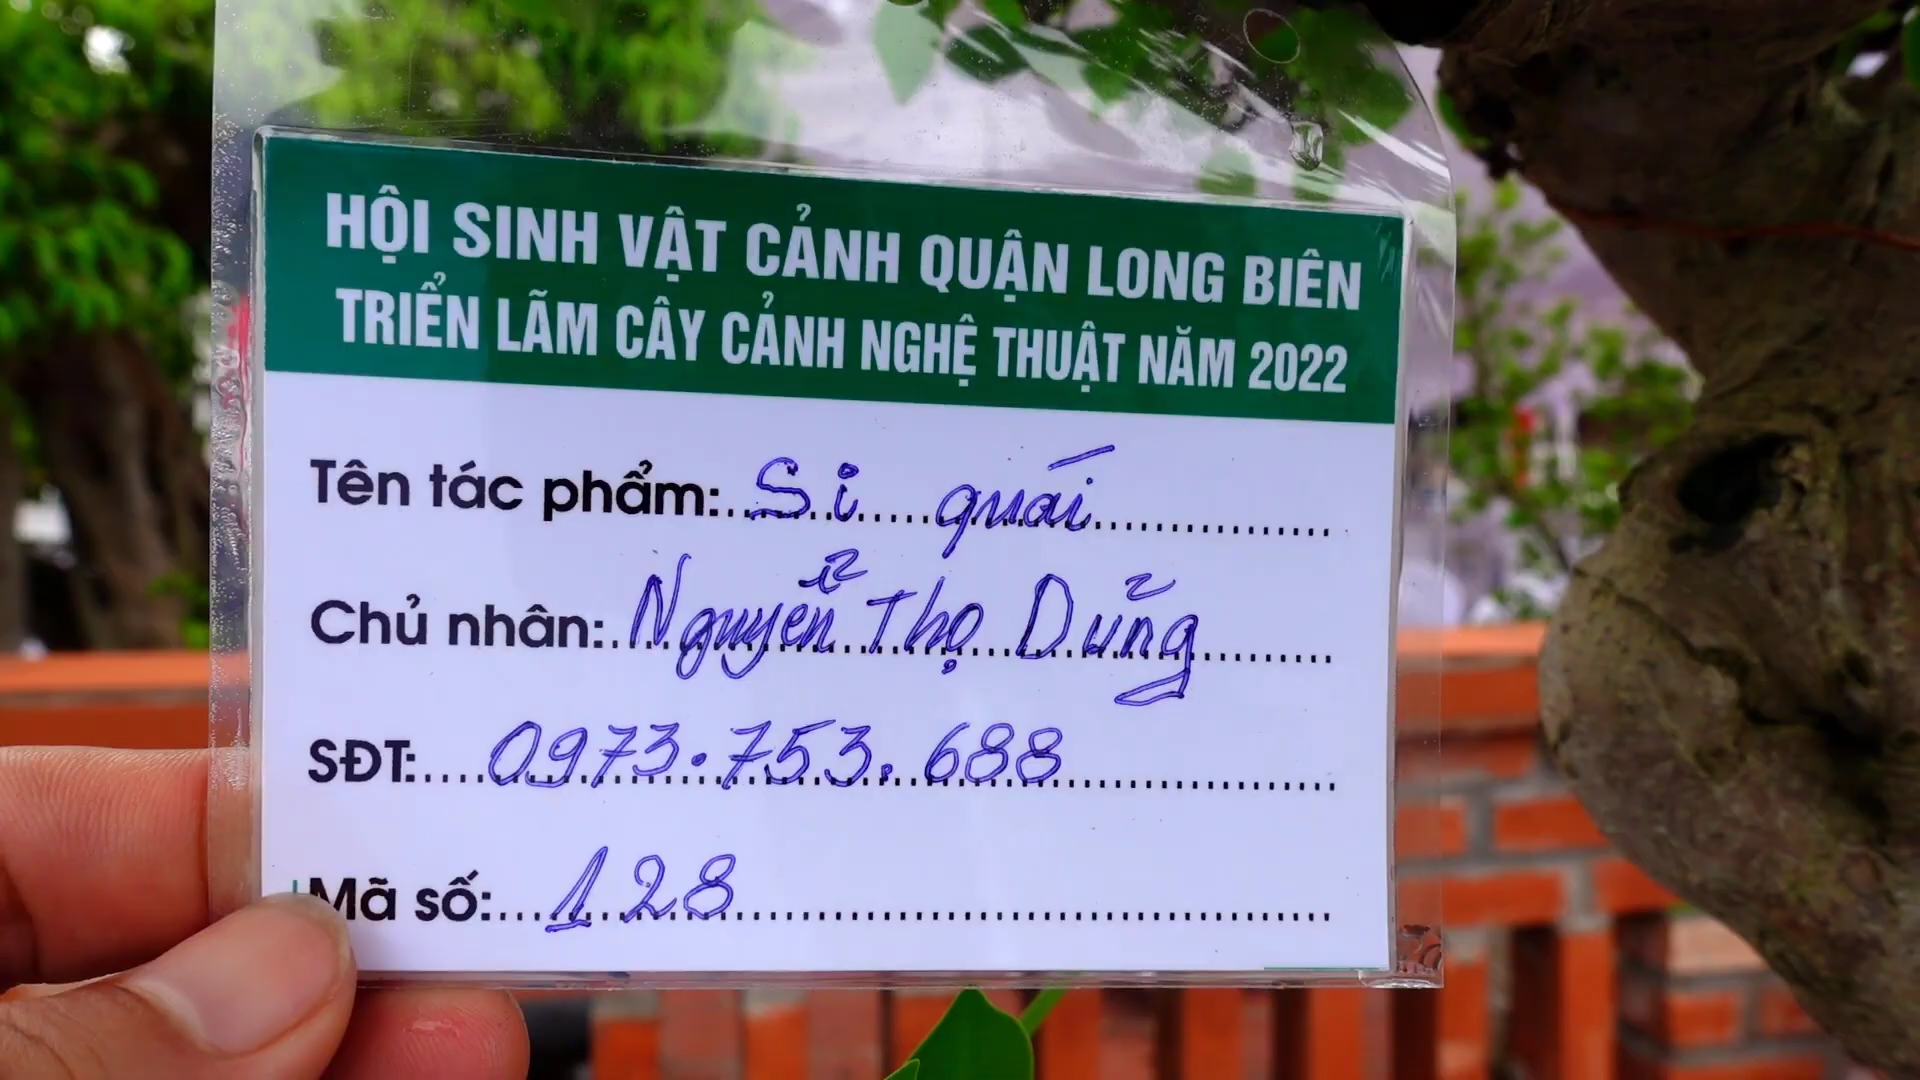 HỘI SINH VẬT CẢNH QUẬN LONG BIÊN
TRIỂN LÃM CÂY CẢNH NGHỆ THUẬT NĂM 2022
Tên tác phẩm: Si quái
Chủ nhân: Nguyễn Thọ Dũng
SĐT: 0973.753.688
Mã số: 128